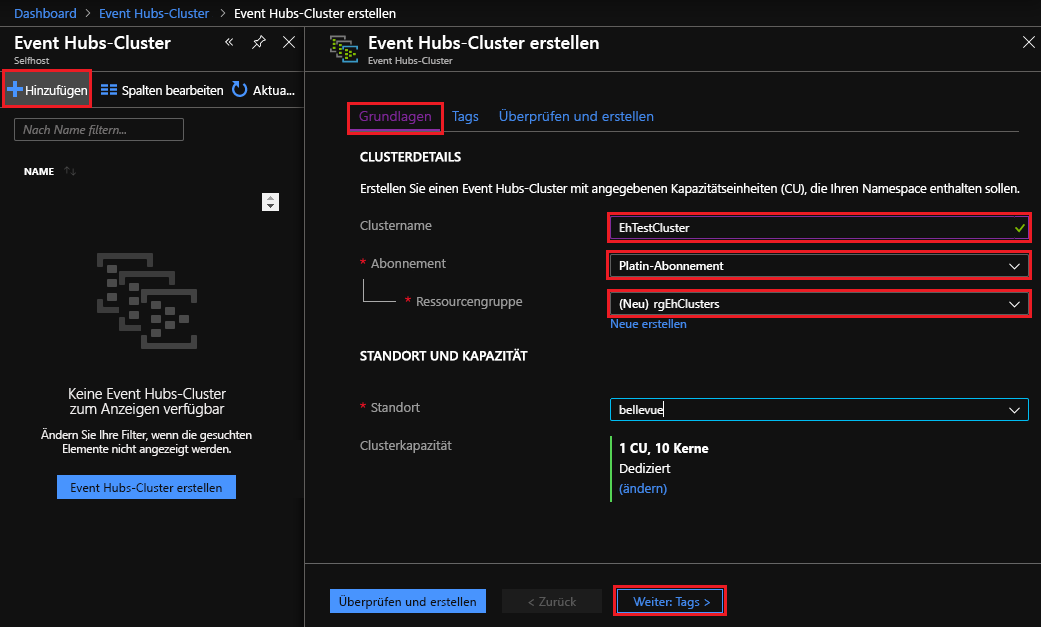 Dashboard > Event Hubs-Cluster > Event Hubs-Cluster erstellen
Event Hubs-Cluster
Selfhost
Hinzufügen
Spalten bearbeiten
Aktua...
Nach Name filtern...
NAME
Keine Event Hubs-Cluster
zum Anzeigen verfügbar
Ändern Sie Ihre Filter, wenn die gesuchten
Elemente nicht angezeigt werden.
Event Hubs-Cluster erstellen
Event Hubs-Cluster erstellen
Event Hubs-Cluster
Grundlagen
Tags
Überprüfen und erstellen
CLUSTERDETAILS
Erstellen Sie einen Event Hubs-Cluster mit angegebenen Kapazitätseinheiten (CU), die Ihren Namespace enthalten sollen.
Clustername
EhTestCluster
* Abonnement
Platin-Abonnement
* Ressourcengruppe
(Neu) rgEhClusters
Neue erstellen
STANDORT UND KAPAZITÄT
* Standort
bellevue
Clusterkapazität
1 CU, 10 Kerne
Dediziert
(ändern)
Überprüfen und erstellen
< Zurück
Weiter: Tags >